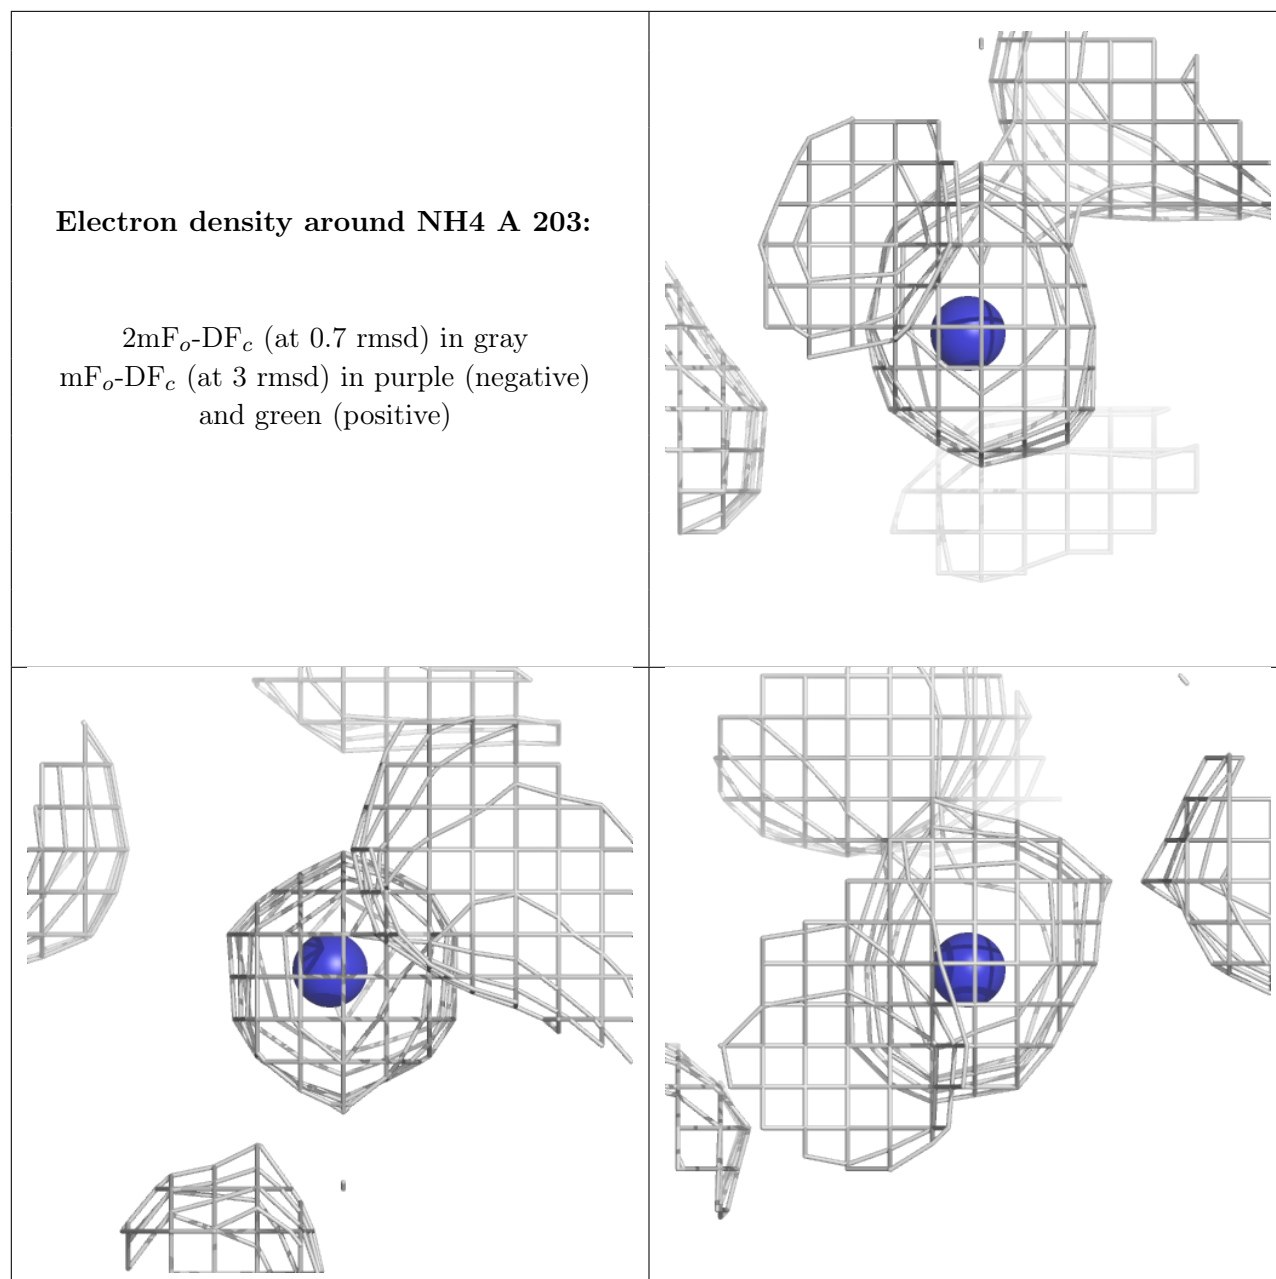 Electron density around NH4 A 203:
2mFo-DFc (at 0.7 rmsd) in gray
mFo-DFc (at 3 rmsd) in purple (negative)
and green (positive)